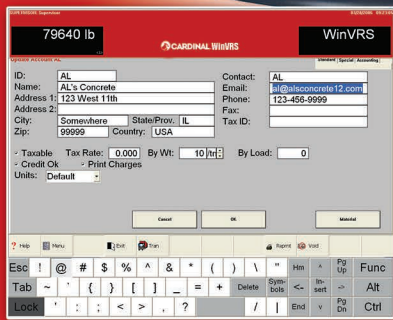 79640 lb
CARDINAL WinVRS
WinVRS
Update Account AL
Standard Special Accounting
ID: AL Contact: AL
Name: AL's Concrete Email: al@alsconcrete12.com
Address 1: 123 West 11th Phone: 123-456-9999
Address 2: Fax:
City: Somewhere State/Prov. IL Tax ID:
Zip: 99999 Country: USA
Taxable Tax Rate: 0.000 By Wt: 10 /tn By Load: 0
Credit Ok Print Charges
Units: Default
Cancel OK Material
? Help Menu Exit Tran Reprint Void
Esc ! @ # $ % ^ & * ( ) \ " Hm ^ Pg Up Func
Tab ~ ` { } [ ] _ = + Delete Symbols <- Insert -> Alt
Lock ' : ; < > , . ? / | End v Pg Dn Ctrl